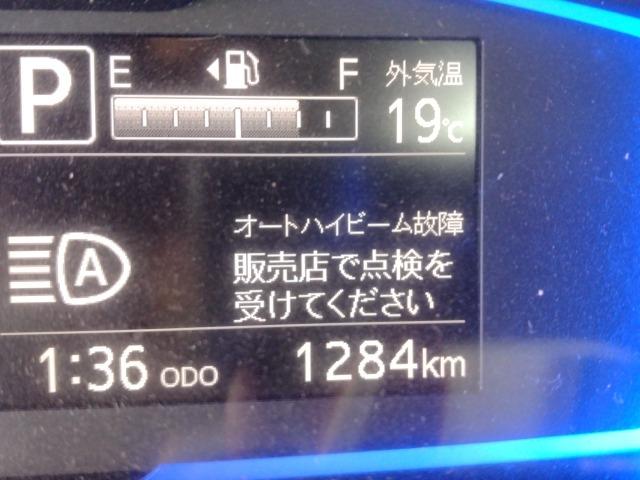 P E F 外気温
19℃
A オートハイビーム故障
販売店で点検を
受けてください
1:36 ODO 1284km